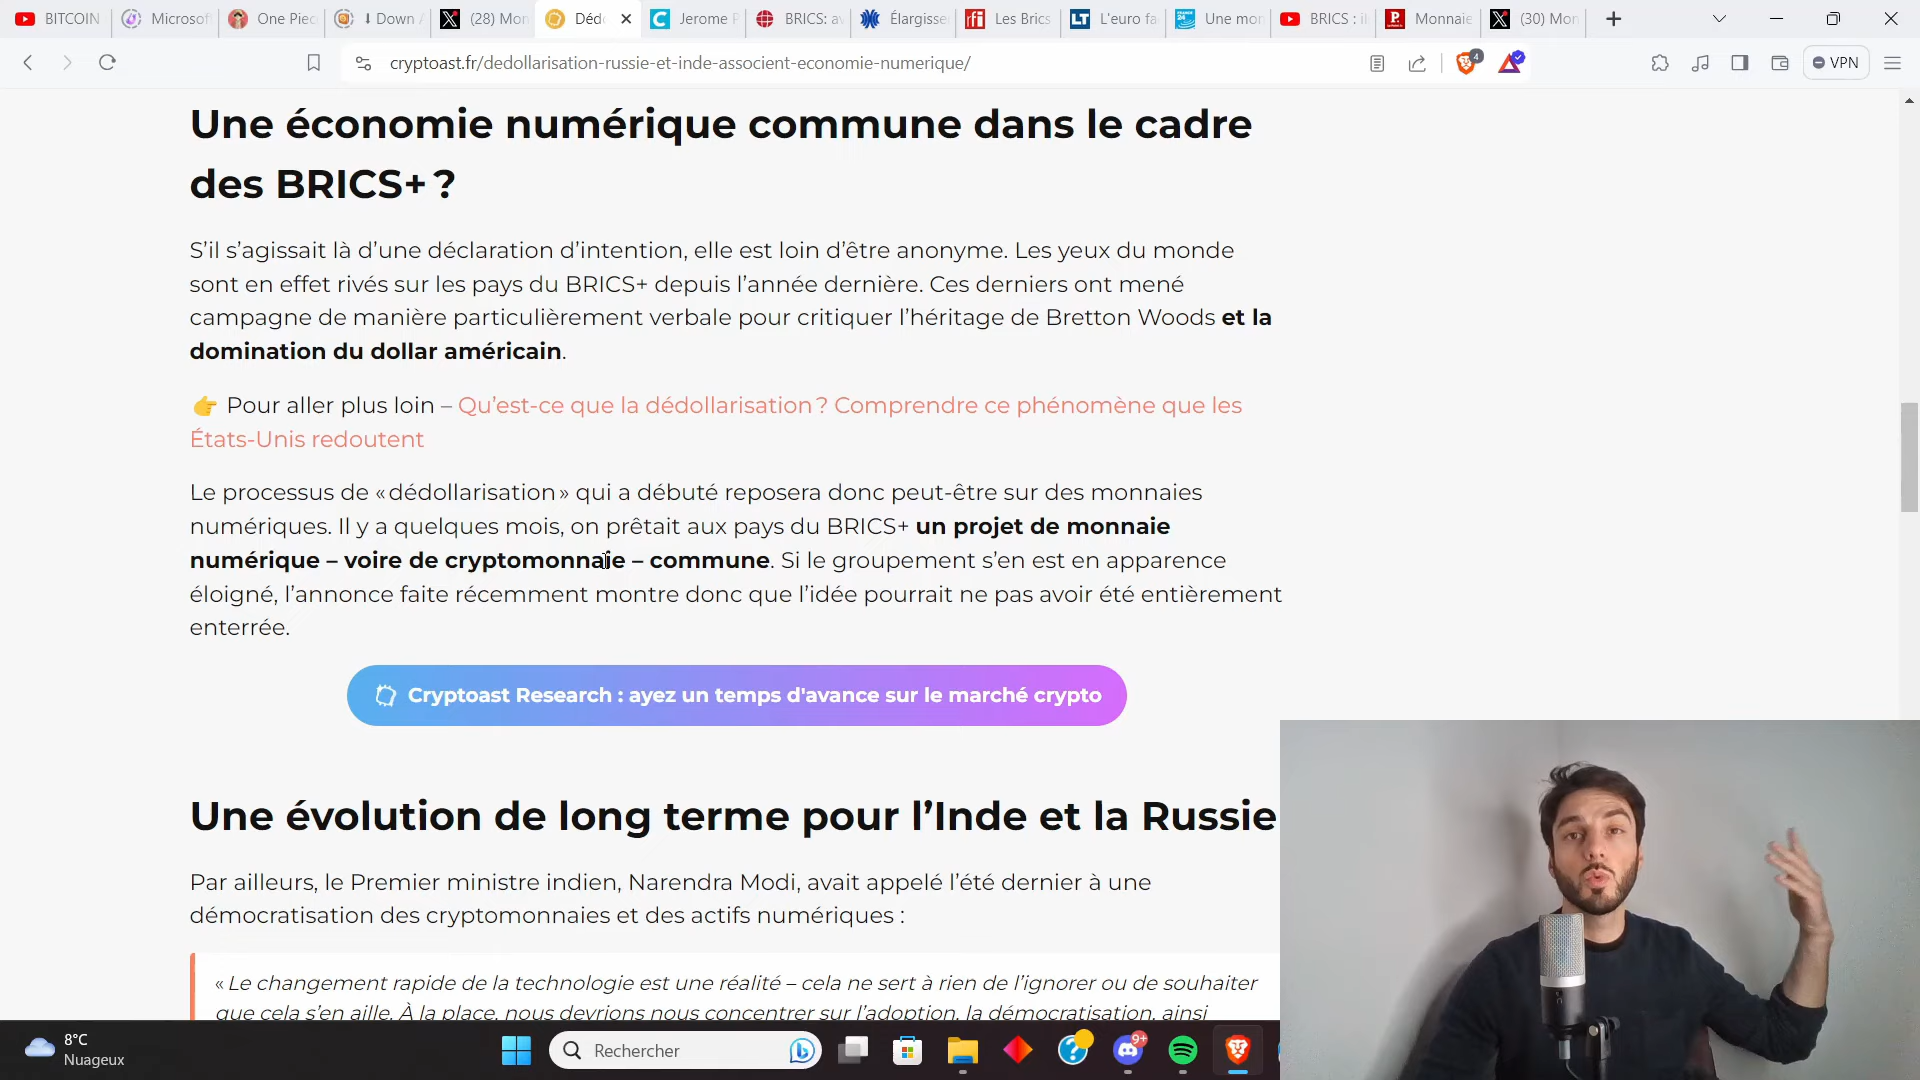 BITCOIN
Microsof
One Piec
⬇ Down A
(28) Mon
Déd
Jerome P
BRICS: av
Élargisse
Les Brics
L'euro fa
Une mon
BRICS : il
Monnaie
(30) Mon
cryptoast.fr/dedollarisation-russie-et-inde-associent-economie-numerique/
4
VPN
Une économie numérique commune dans le cadre
des BRICS+ ?
S’il s’agissait là d’une déclaration d’intention, elle est loin d’être anonyme. Les yeux du monde
sont en effet rivés sur les pays du BRICS+ depuis l’année dernière. Ces derniers ont mené
campagne de manière particulièrement verbale pour critiquer l’héritage de Bretton Woods et la
domination du dollar américain.
👉 Pour aller plus loin – Qu’est-ce que la dédollarisation ? Comprendre ce phénomène que les
États-Unis redoutent
Le processus de « dédollarisation » qui a débuté reposera donc peut-être sur des monnaies
numériques. Il y a quelques mois, on prêtait aux pays du BRICS+ un projet de monnaie
numérique – voire de cryptomonnaie – commune. Si le groupement s’en est en apparence
éloigné, l’annonce faite récemment montre donc que l’idée pourrait ne pas avoir été entièrement
enterrée.
Cryptoast Research : ayez un temps d'avance sur le marché crypto
Une évolution de long terme pour l’Inde et la Russie
Par ailleurs, le Premier ministre indien, Narendra Modi, avait appelé l’été dernier à une
démocratisation des cryptomonnaies et des actifs numériques :
« Le changement rapide de la technologie est une réalité – cela ne sert à rien de l’ignorer ou de souhaiter
que cela s’en aille. À la place, nous devrions nous concentrer sur l’adoption, la démocratisation, ainsi
8°C
Nuageux
Rechercher
9+